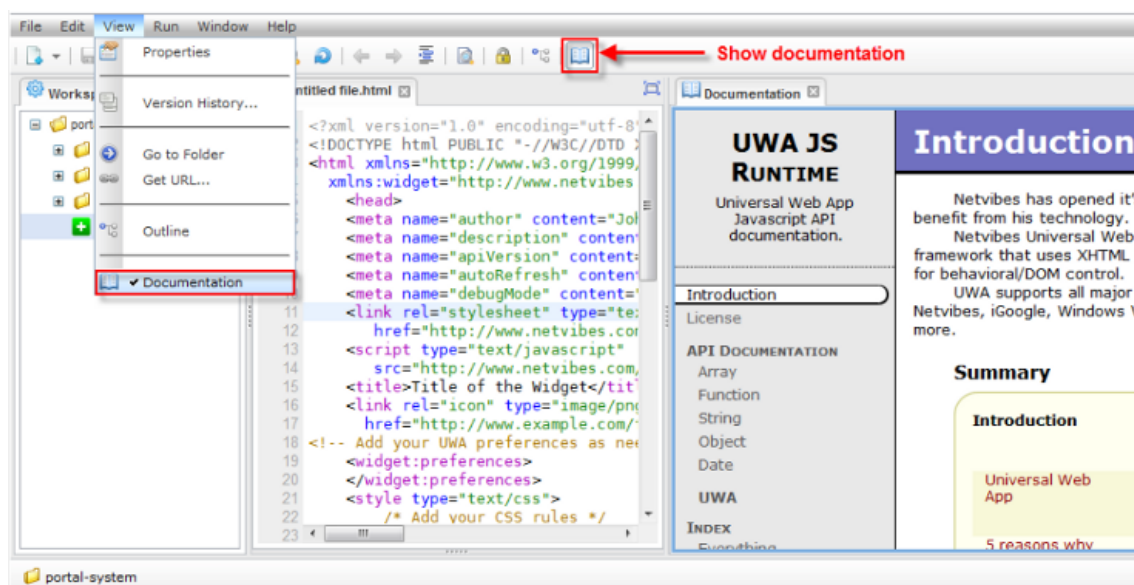 File Edit View Run Window Help
Show documentation
Properties
Version History...
Go to Folder
Get URL...
Outline
✔ Documentation
port
portal-system
ntitled file.html
<?xml version="1.0" encoding="utf-8"
<!DOCTYPE html PUBLIC "-//W3C//DTD
<html xmlns="http://www.w3.org/1999/
xmlns:widget="http://www.netvibes
<head>
<meta name="author" content="Joh
<meta name="description" content
<meta name="apiVersion" content=
<meta name="autoRefresh" content
<meta name="debugMode" content="
11 <link rel="stylesheet" type="te
12 href="http://www.netvibes.com
13 <script type="text/javascript"
14 src="http://www.netvibes.com,
15 <title>Title of the Widget</tit
16 <link rel="icon" type="image/png
17 href="http://www.example.com/
18 <!-- Add your UWA preferences as nee
19 <widget:preferences>
20 </widget:preferences>
21 <style type="text/css">
22 /* Add your CSS rules */
23
Documentation
UWA JS
RUNTIME
Universal Web App
Javascript API
documentation.
Introduction
License
API DOCUMENTATION
Array
Function
String
Object
Date
UWA
INDEX
Everything
Introduction
Netvibes has opened it'
benefit from his technology.
Netvibes Universal Web
framework that uses XHTML
for behavioral/DOM control.
UWA supports all major
Netvibes, iGoogle, Windows
more.
Summary
Introduction
Universal Web
App
5 reasons why